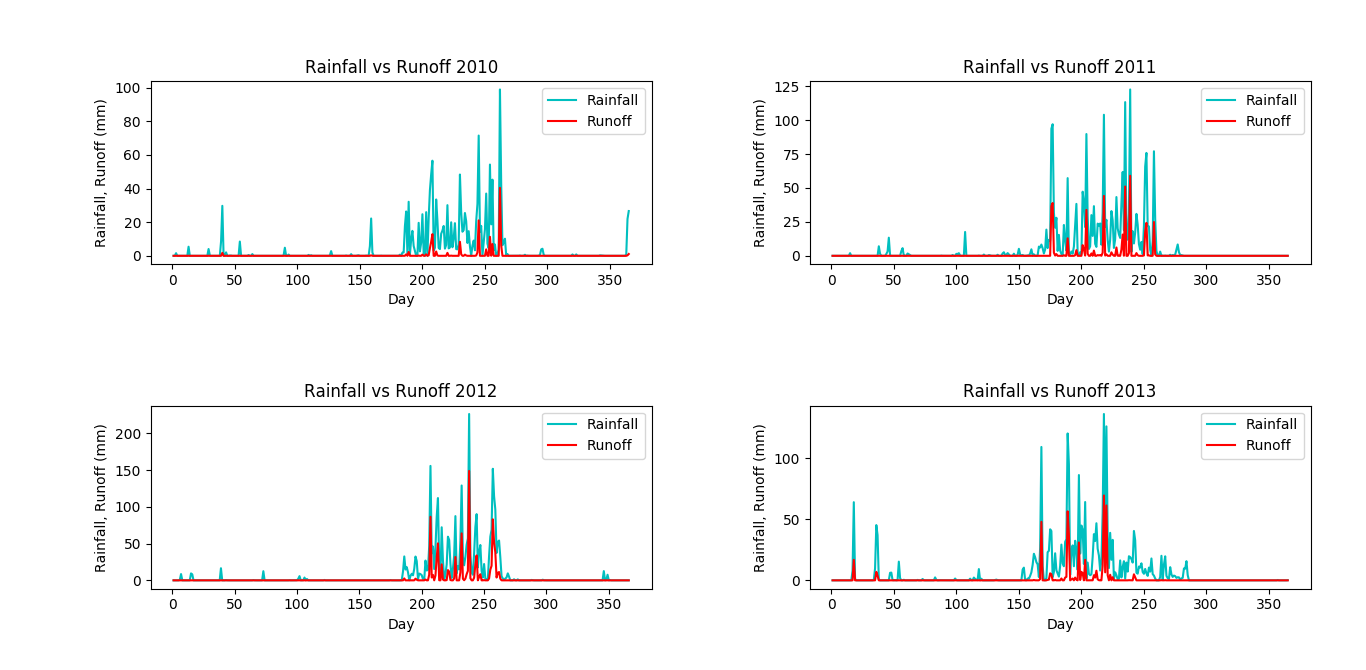 Rainfall vs Runoff 2010
Rainfall, Runoff (mm)
100
80
60
40
20
0
Rainfall
Runoff
0 50 100 150 200 250 300 350
Day
Rainfall vs Runoff 2011
Rainfall, Runoff (mm)
125
100
75
50
25
0
Rainfall
Runoff
0 50 100 150 200 250 300 350
Day
Rainfall vs Runoff 2012
Rainfall, Runoff (mm)
200
150
100
50
0
Rainfall
Runoff
0 50 100 150 200 250 300 350
Day
Rainfall vs Runoff 2013
Rainfall, Runoff (mm)
100
50
0
Rainfall
Runoff
0 50 100 150 200 250 300 350
Day